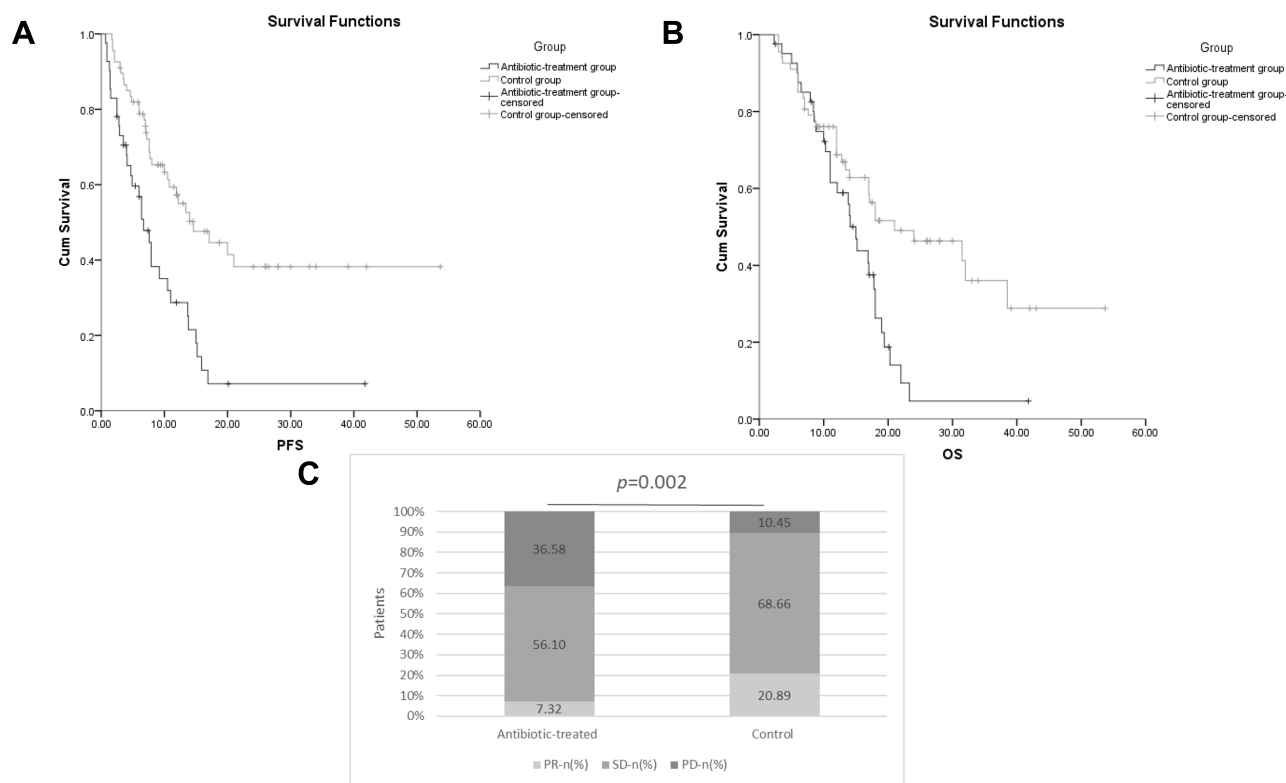 A
Survival Functions
Cum Survival
1.0
0.8
0.6
0.4
0.2
0.0
0.00 10.00 20.00 30.00 40.00 50.00 60.00
PFS
Group
Antibiotic-treatment group
Control group
Antibiotic-treatment group-
censored
Control group-censored
B
Survival Functions
Cum Survival
1.0
0.8
0.6
0.4
0.2
0.0
0.00 10.00 20.00 30.00 40.00 50.00 60.00
OS
Group
Antibiotic-treatment group
Control group
Antibiotic-treatment group-
censored
Control group-censored
C
p=0.002
Patients
100%
90%
80%
70%
60%
50%
40%
30%
20%
10%
0%
36.58
56.10
7.32
10.45
68.66
20.89
Antibiotic-treated Control
PR-n(%) SD-n(%) PD-n(%)